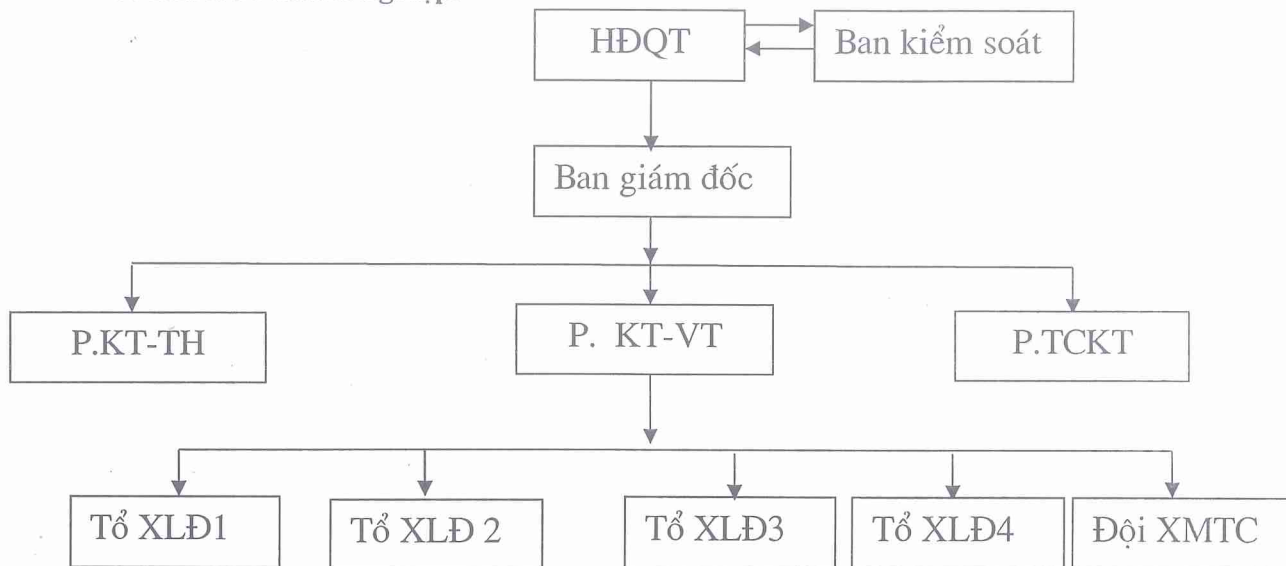 HĐQT
Ban kiểm soát
Ban giám đốc
P.KT-TH
P. KT-VT
P.TCKT
Tổ XLĐ1
Tổ XLĐ 2
Tổ XLĐ3
Tổ XLĐ4
Đội XMTC